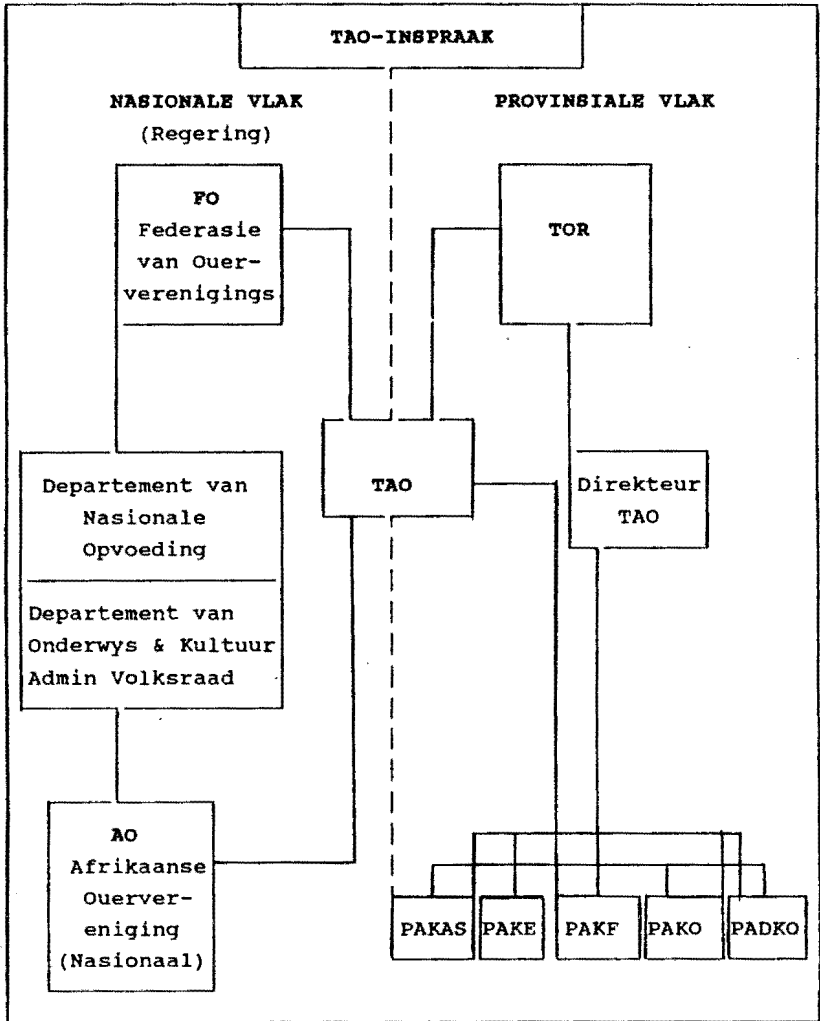 TAO-INSPRAAK
NASIONALE VLAK
(Regering)
PROVINSIALE VLAK
FO
Federasie
van Ouer-
verenigings
TOR
TAO
Departement van
Nasionale
Opvoeding
Departement van
Onderwys & Kultuur
Admin Volksraad
Direkteur
TAO
AO
Afrikaanse
Ouerver-
eniging
(Nasionaal)
PAKAS
PAKE
PAKF
PAKO
PADKO